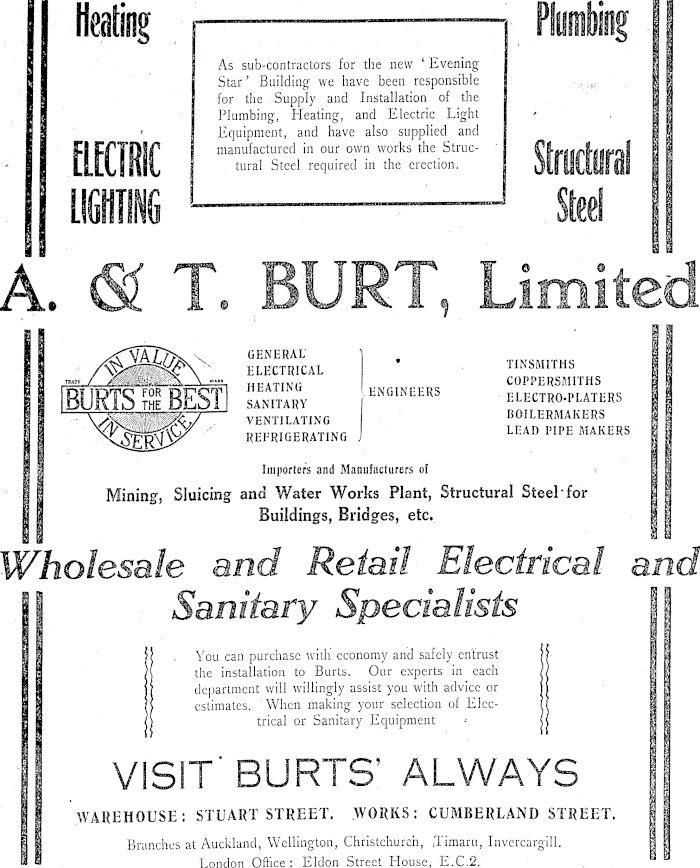 Heating
Plumbing
As sub-contractors for the new ‘Evening
Star’ Building we have been responsible
for the Supply and Installation of the
Plumbing, Heating, and Electric Light
Equipment, and have also supplied and
manufactured in our own works the Struc-
tural Steel required in the erection.
ELECTRIC
LIGHTING
Structural
Steel
A. & T. BURT, Limited
IN VALUE
TRADE MARK
BURTS FOR THE BEST
IN SERVICE
GENERAL
ELECTRICAL
HEATING
SANITARY
VENTILATING
REFRIGERATING
ENGINEERS
TINSMITHS
COPPERSMITHS
ELECTRO-PLATERS
BOILERMAKERS
LEAD PIPE MAKERS
Importers and Manufacturers of
Mining, Sluicing and Water Works Plant, Structural Steel for
Buildings, Bridges, etc.
Wholesale and Retail Electrical and
Sanitary Specialists
You can purchase with economy and safely entrust
the installation to Burts. Our experts in each
department will willingly assist you with advice or
estimates. When making your selection of Elec-
trical or Sanitary Equipment
VISIT BURTS’ ALWAYS
WAREHOUSE: STUART STREET. WORKS: CUMBERLAND STREET.
Branches at Auckland, Wellington, Christchurch, Timaru, Invercargill.
London Office: Eldon Street House, E.C.2.